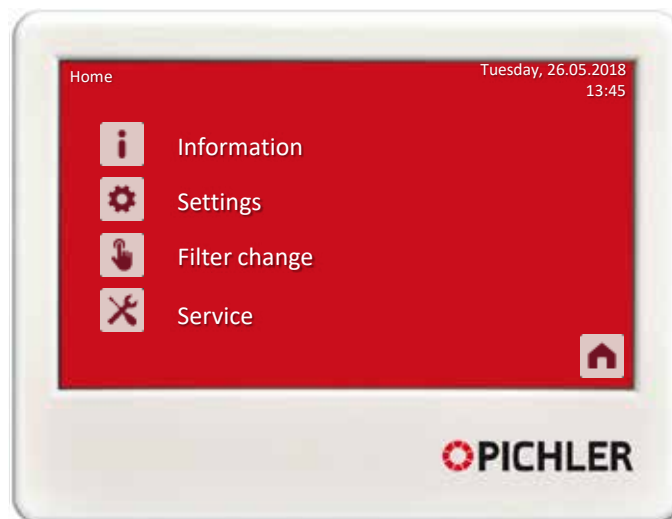 Home
Tuesday, 26.05.2018
13:45
Information
Settings
Filter change
Service
PICHLER